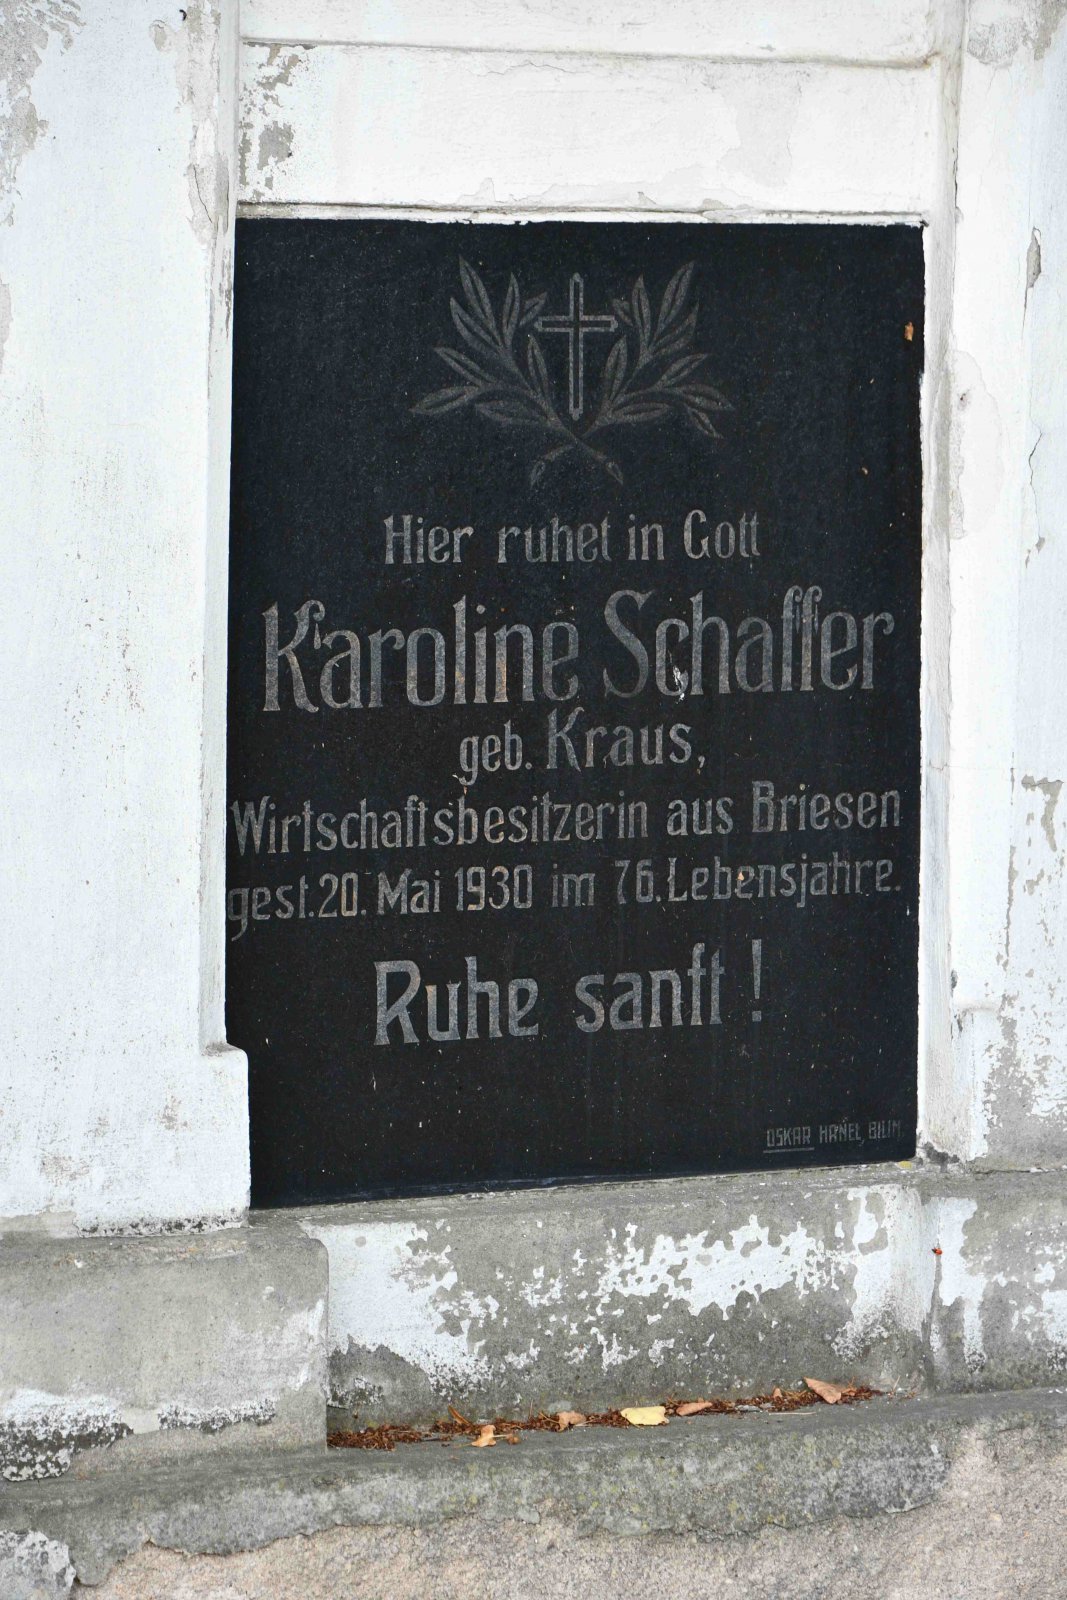 Hier ruhet in Gott
Karoline Schaffer
geb. Kraus,
Wirtschaftsbesitzerin aus Briesen
gest. 20. Mai 1930 im 76. Lebensjahre.
Ruhe sanft!
OSKAR HÄNEL, BILIN